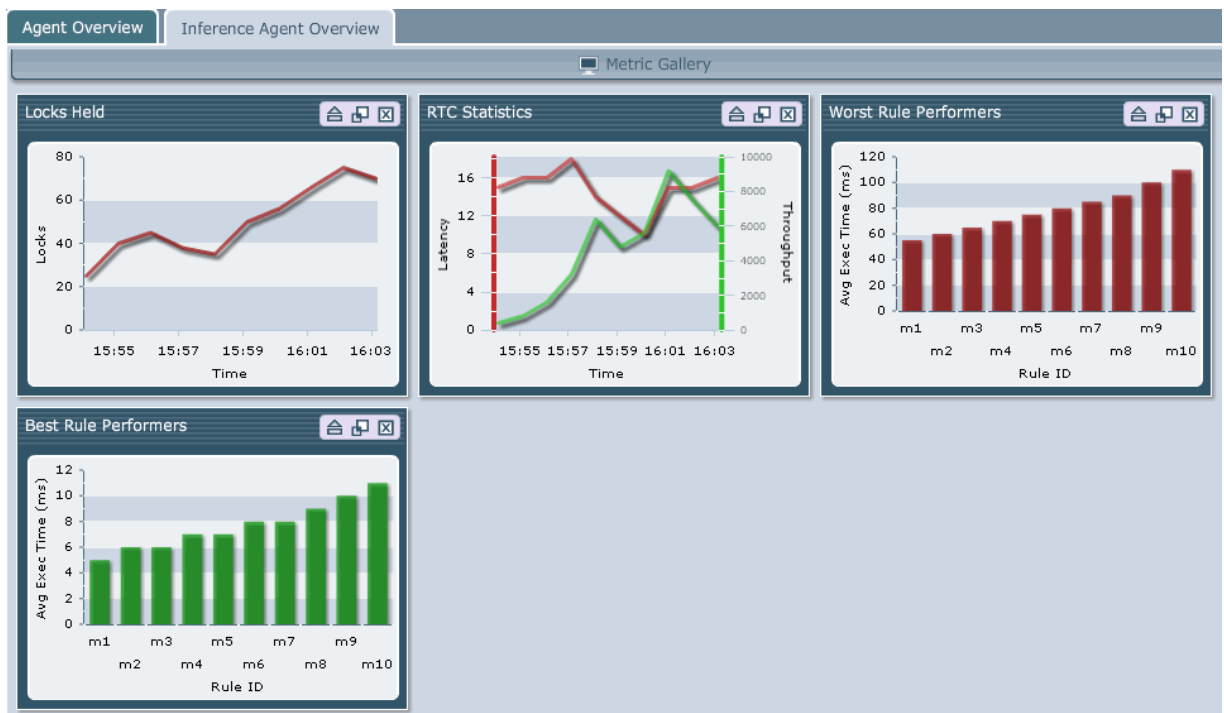 Agent Overview
Inference Agent Overview
Metric Gallery
Locks Held
80
60
40
20
0
Locks
15:55 15:57 15:59 16:01 16:03
Time
RTC Statistics
16
12
8
4
0
Latency
10000
8000
6000
4000
2000
0
Throughput
15:55 15:57 15:59 16:01 16:03
Time
Worst Rule Performers
120
100
80
60
40
20
0
Avg Exec Time (ms)
m1 m3 m5 m7 m9
m2 m4 m6 m8 m10
Rule ID
Best Rule Performers
12
10
8
6
4
2
0
Avg Exec Time (ms)
m1 m3 m5 m7 m9
m2 m4 m6 m8 m10
Rule ID